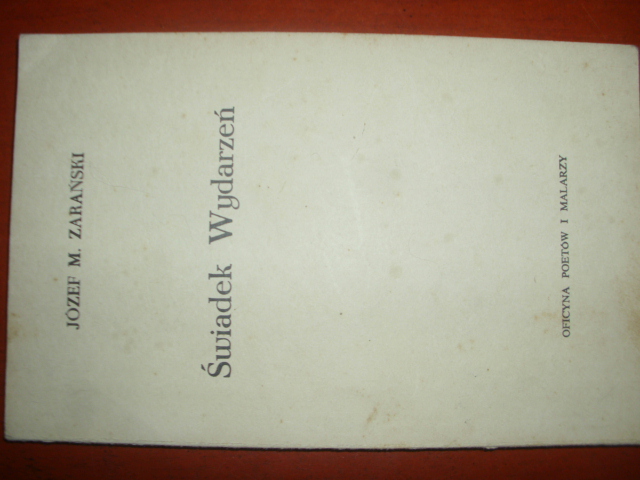 JÓZEF M. ZARAŃSKI
Świadek Wydarzeń
OFICYNA POETÓW I MALARZY